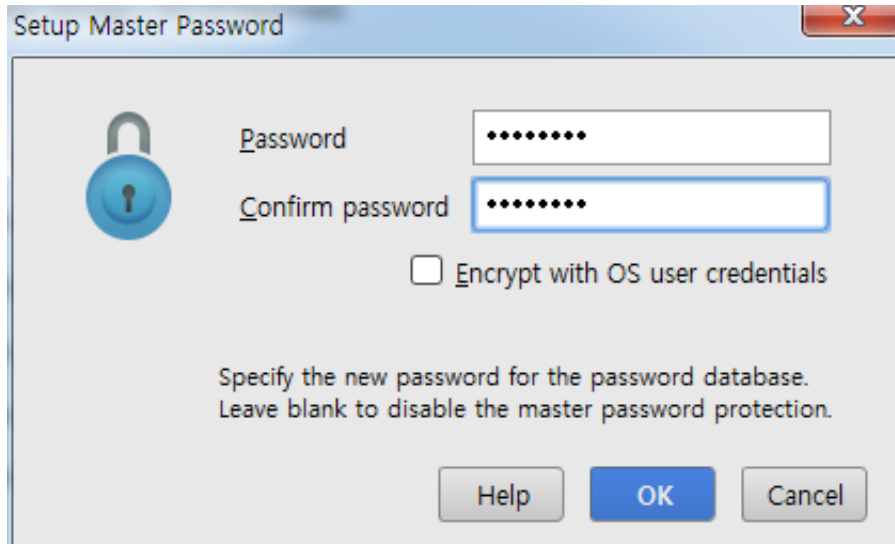 Setup Master Password
Password
••••••••
Confirm password
••••••••
Encrypt with OS user credentials
Specify the new password for the password database.
Leave blank to disable the master password protection.
Help OK Cancel